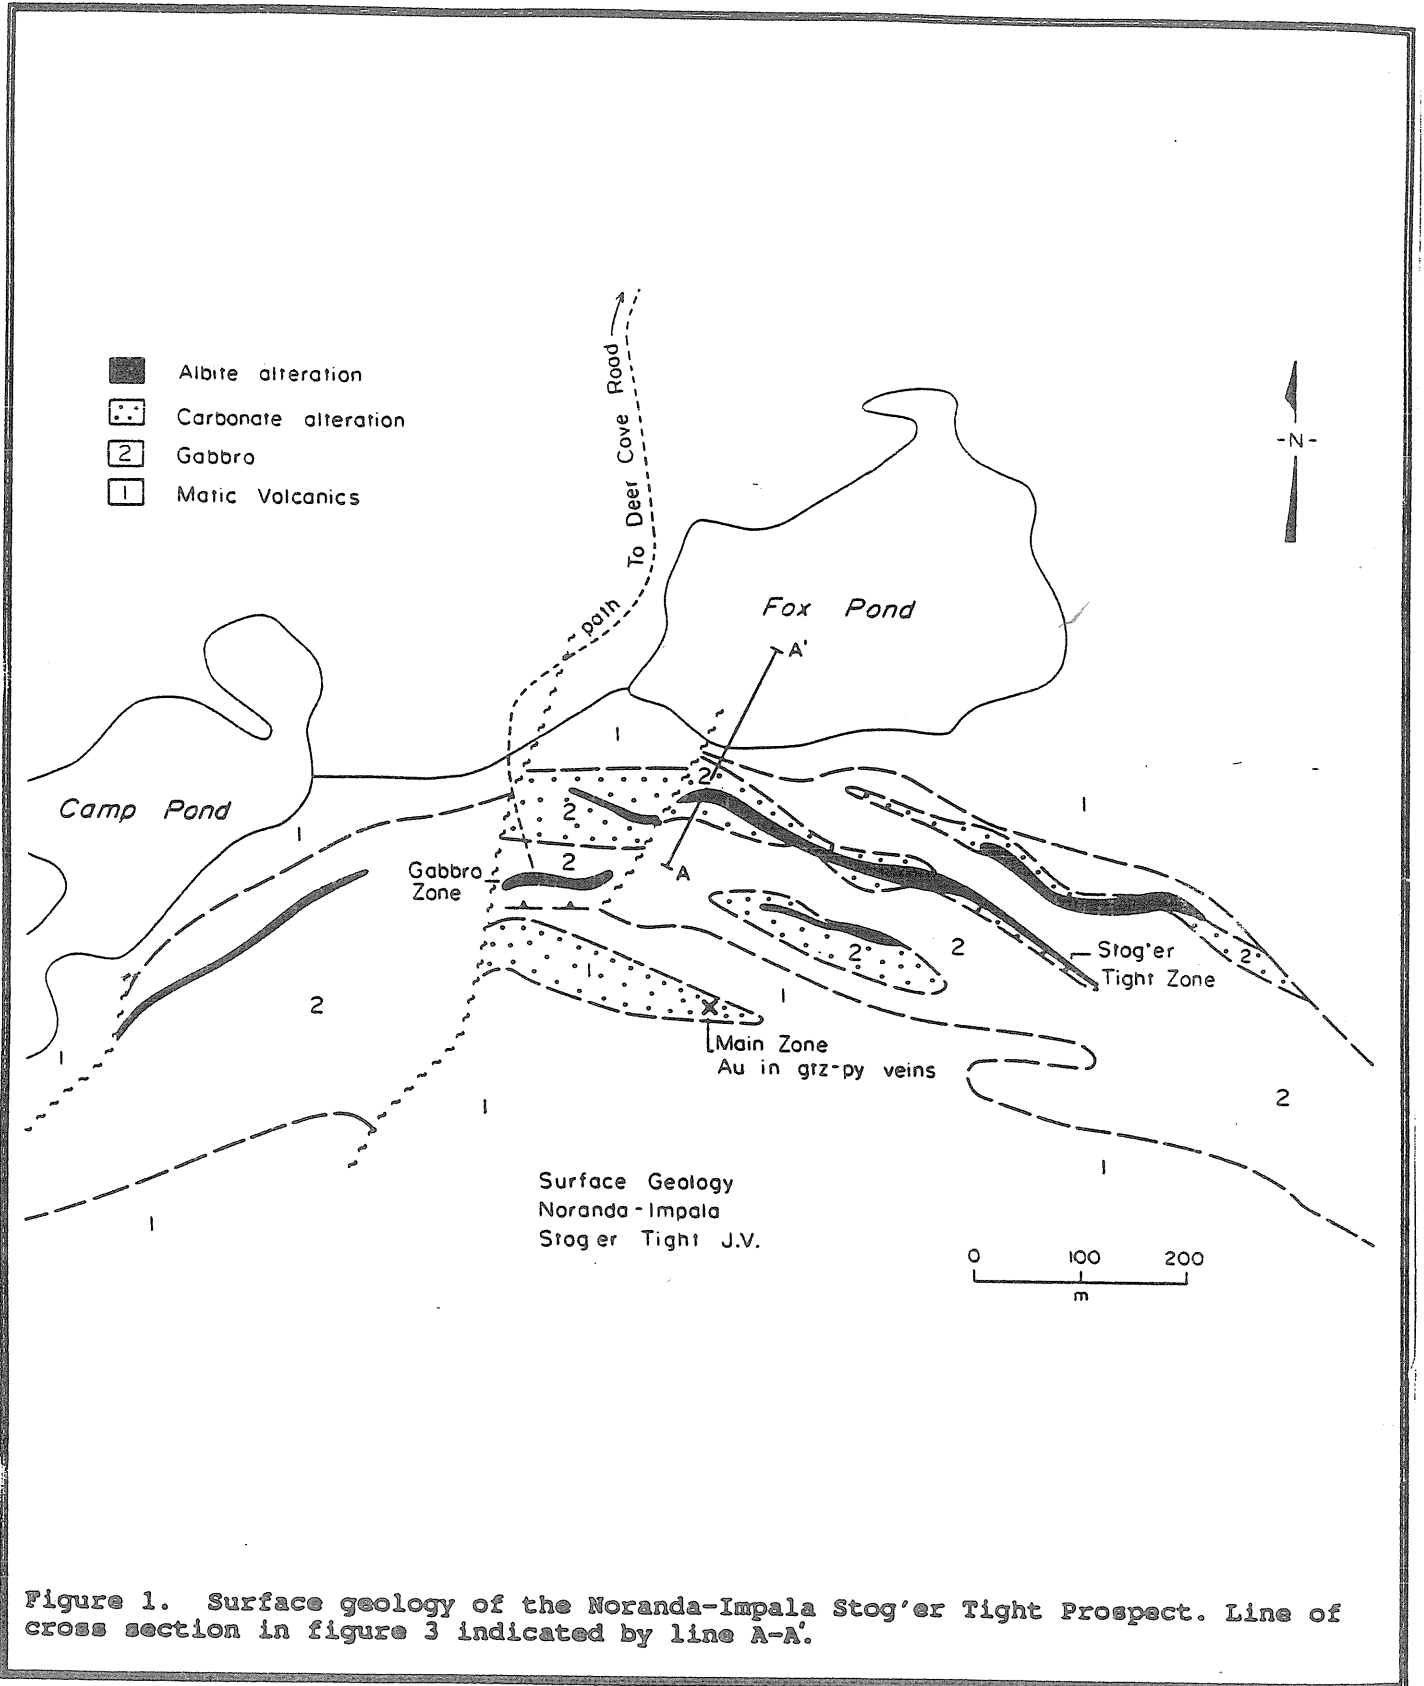 Albite alteration
Carbonate alteration
2 Gabbro
1 Matic Volcanics
To Deer Cove Road
path
-N-
Fox Pond
A'
Camp Pond
1
1
1
2
2
2
A
Gabbro
Zone
2
2
2
Stog'er
Tight Zone
1
1
2
1
Main Zone
Au in qtz-py veins
1
2
1
1
Surface Geology
Noranda-Impala
Stoger Tight J.V.
0 100 200
m
Figure 1. Surface geology of the Noranda-Impala Stog'er Tight Prospect. Line of
cross section in figure 3 indicated by line A-A'.